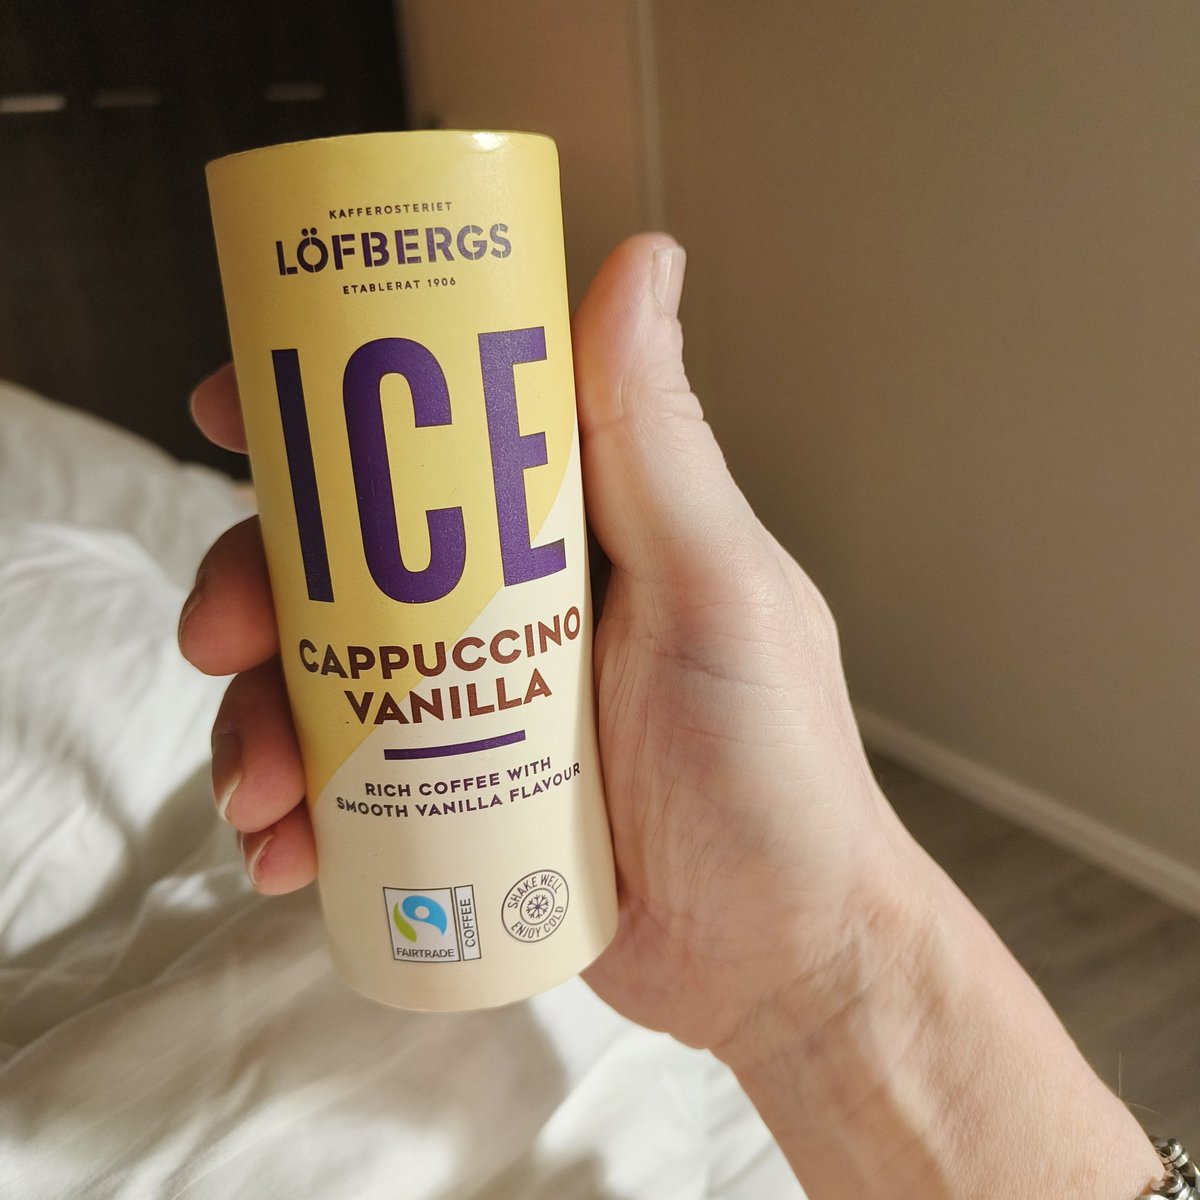 KAFFEROSTERIET
LÖFBERGS
ETABLERAT 1906
ICE
CAPPUCCINO
VANILLA
RICH COFFEE WITH
SMOOTH VANILLA FLAVOUR
FAIRTRADE
COFFEE
SHAKE WELL
ENJOY COLD